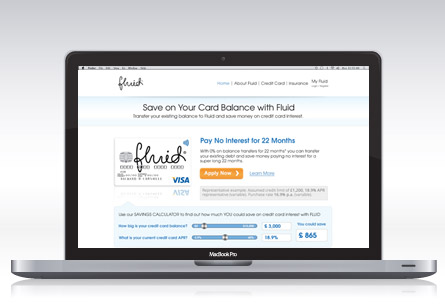 fluid
Home | About Fluid | Credit Card | Insurance
My Fluid
Save on Your Card Balance with Fluid
Transfer your existing balance to Fluid and save money on credit card interest
fluid
VISA
Pay No Interest for 22 Months
With 0% on balance transfers for 22 months* you can transfer
your existing debt and save money paying no interest for a
super long 22 months.
Apply Now
Learn More
Use our SAVINGS CALCULATOR to find out how much YOU could save on credit card interest with FLUID
How big is your credit card balance?
£ 3,000
You could save
What is your current credit card APR?
18.9%
£ 865
MacBook Pro